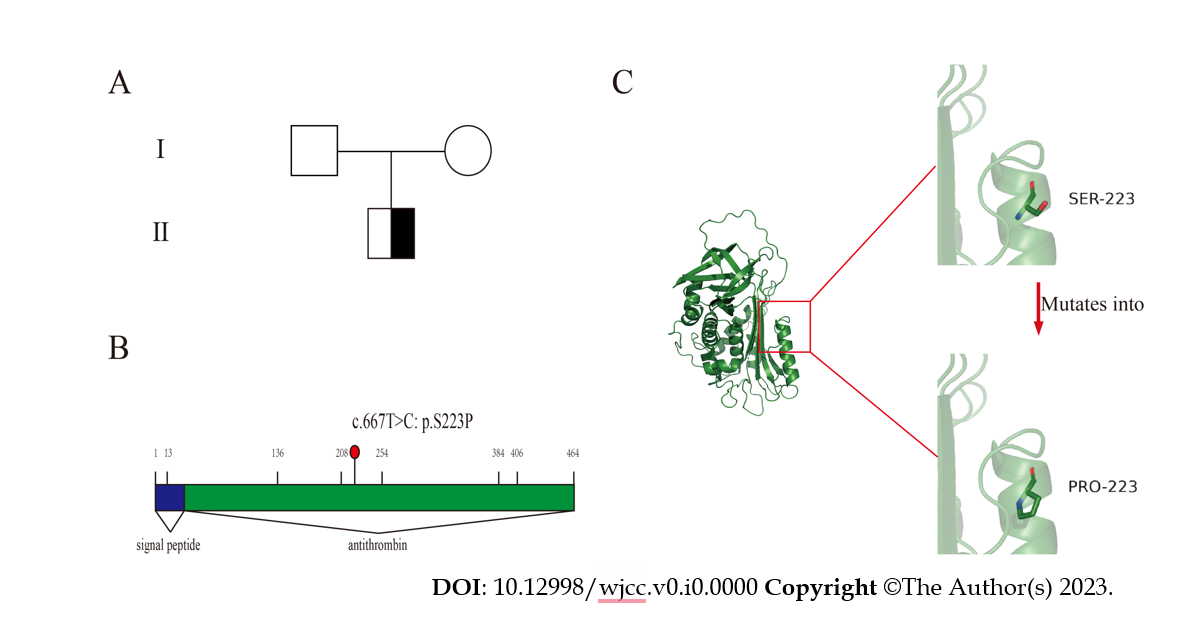 A
C
I
SER-223
II
Mutates into
B
c.667T>C: p.S223P
1 13 136 208 254 384 406 464
PRO-223
signal peptide antithrombin
DOI: 10.12998/wjcc.v0.i0.0000 Copyright ©The Author(s) 2023.